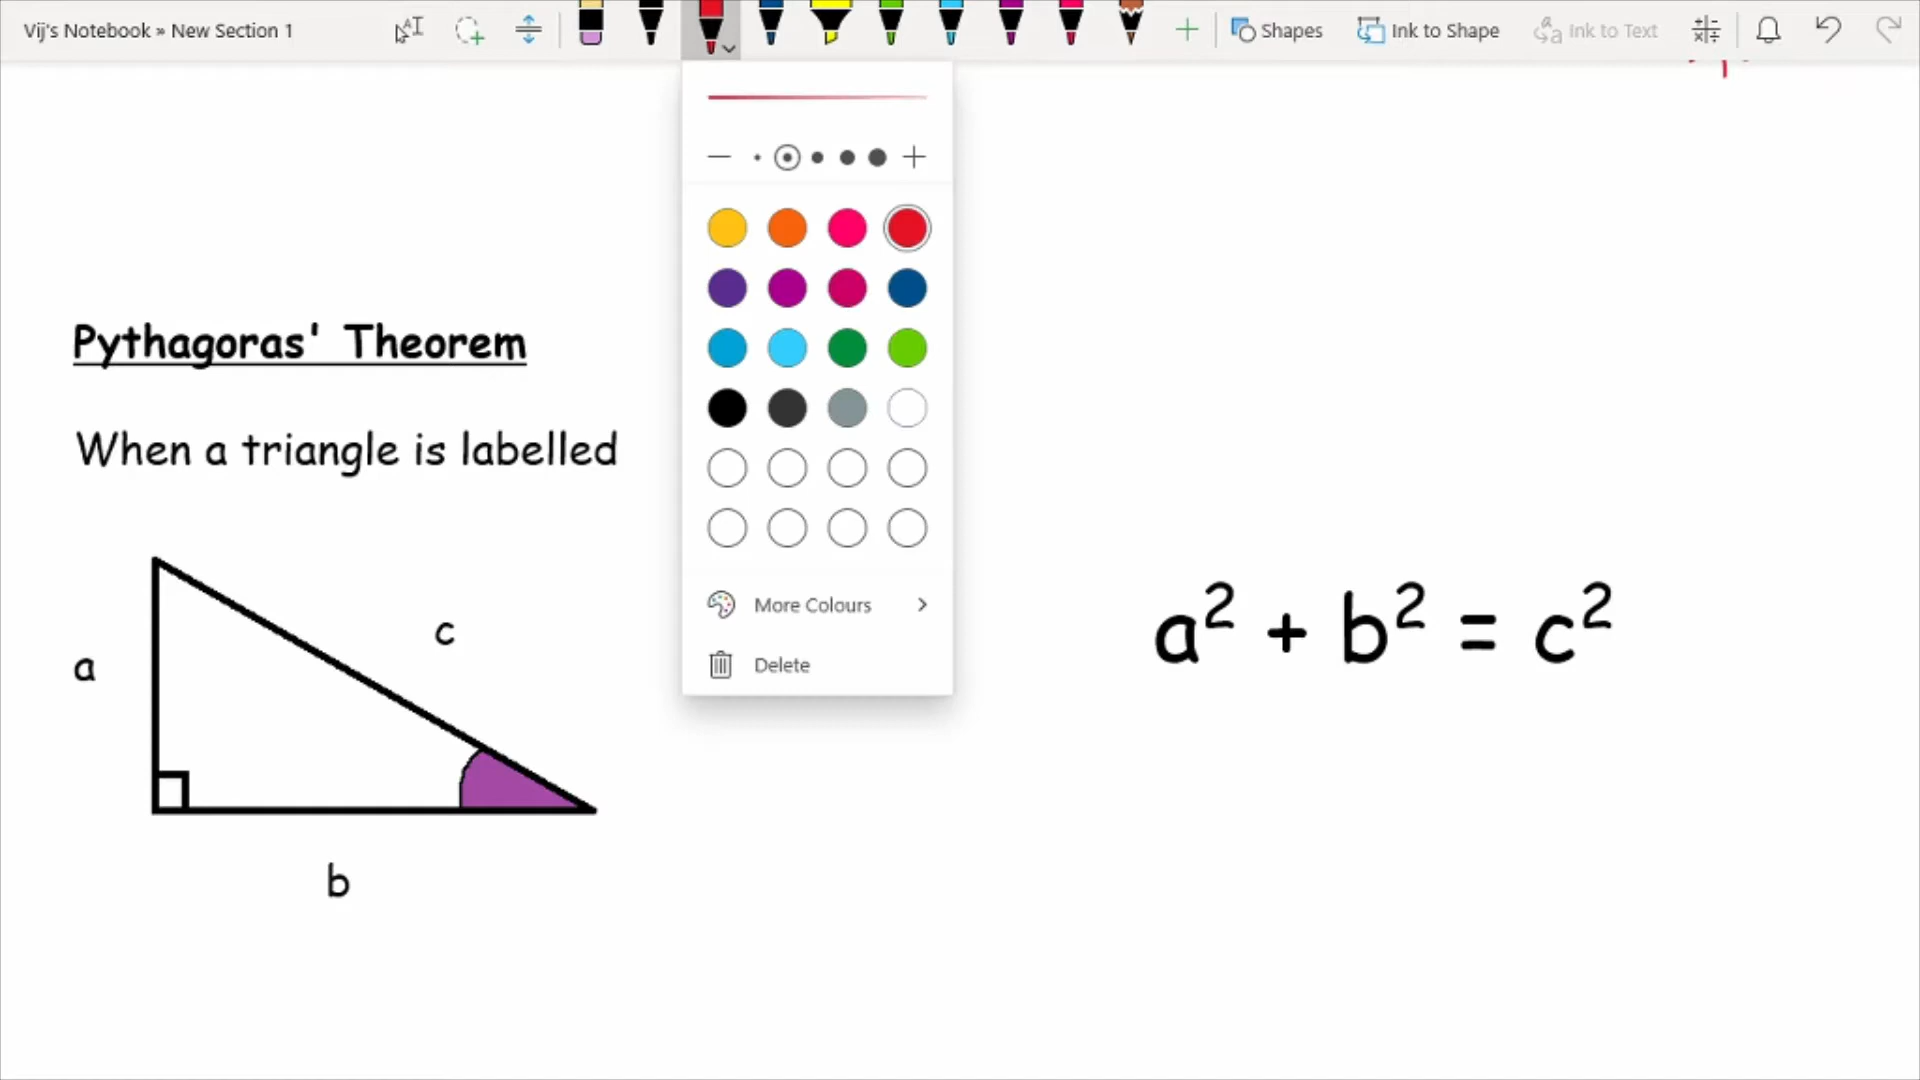 Vij's Notebook » New Section 1
Shapes
Ink to Shape
Ink to Text
Pythagoras' Theorem
When a triangle is labelled
c
a
b
a² + b² = c²
More Colours
Delete